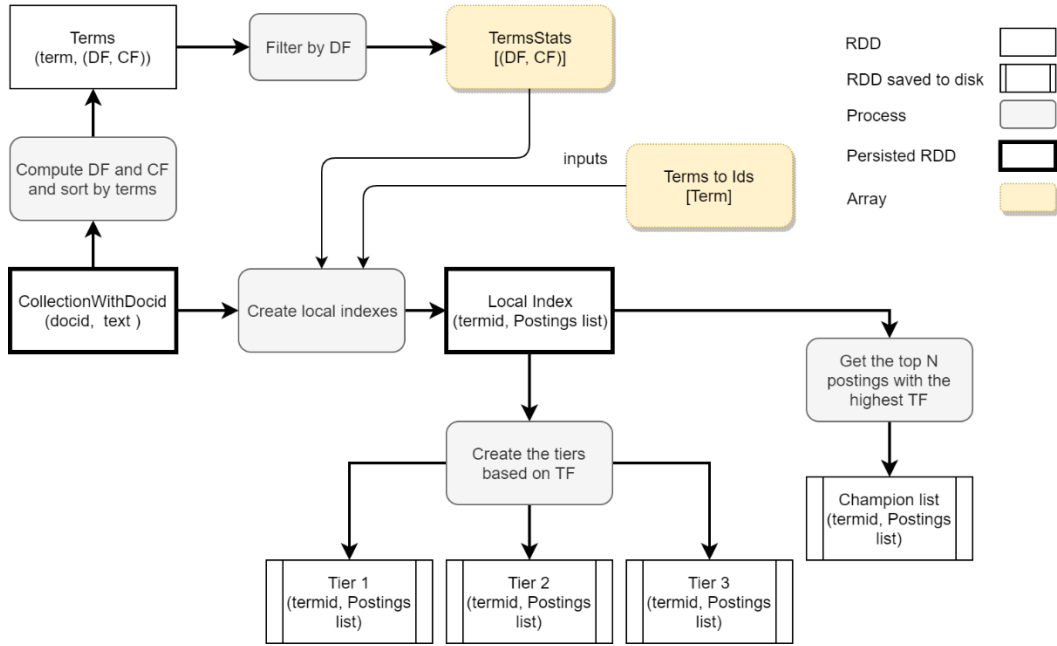 Terms
(term, (DF, CF))
Filter by DF
TermsStats
[(DF, CF)]
RDD
RDD saved to disk
Process
Persisted RDD
Array
Compute DF and CF
and sort by terms
inputs
Terms to Ids
[Term]
CollectionWithDocid
(docid, text )
Create local indexes
Local Index
(termid, Postings list)
Get the top N
postings with the
highest TF
Create the tiers
based on TF
Champion list
(termid, Postings
list)
Tier 1
(termid, Postings
list)
Tier 2
(termid, Postings
list)
Tier 3
(termid, Postings
list)